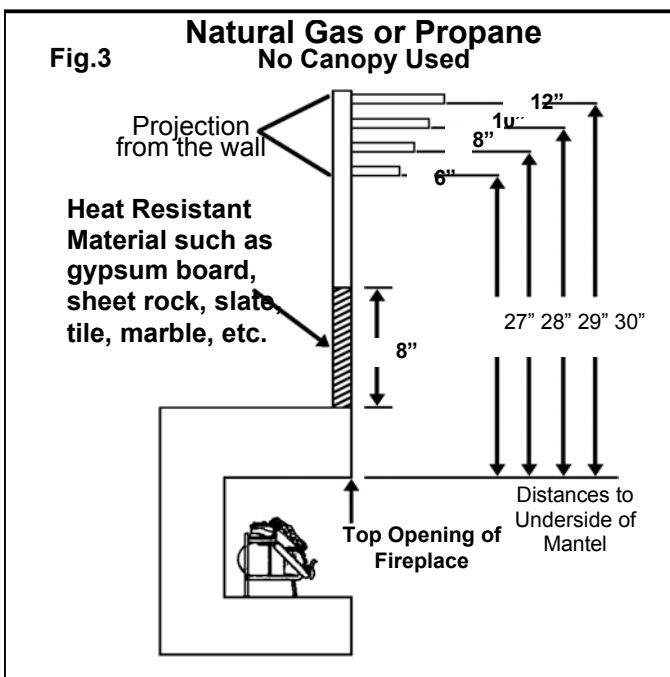 Natural Gas or Propane
Fig.3
No Canopy Used
Projection
from the wall
12”
10”
8”
6”
Heat Resistant
Material such as
gypsum board,
sheet rock, slate,
tile, marble, etc.
8”
27” 28” 29” 30”
Top Opening of
Fireplace
Distances to
Underside of
Mantel